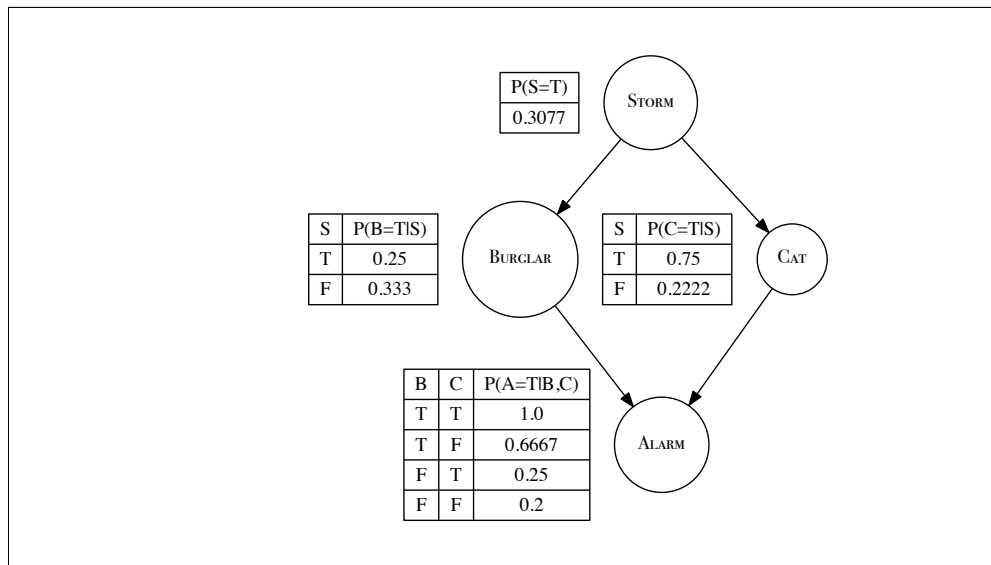 P(S=T)
0.3077
STORM
S P(B=T|S)
T 0.25
F 0.333
BURGLAR
S P(C=T|S)
T 0.75
F 0.2222
CAT
B C P(A=T|B,C)
T T 1.0
T F 0.6667
F T 0.25
F F 0.2
ALARM